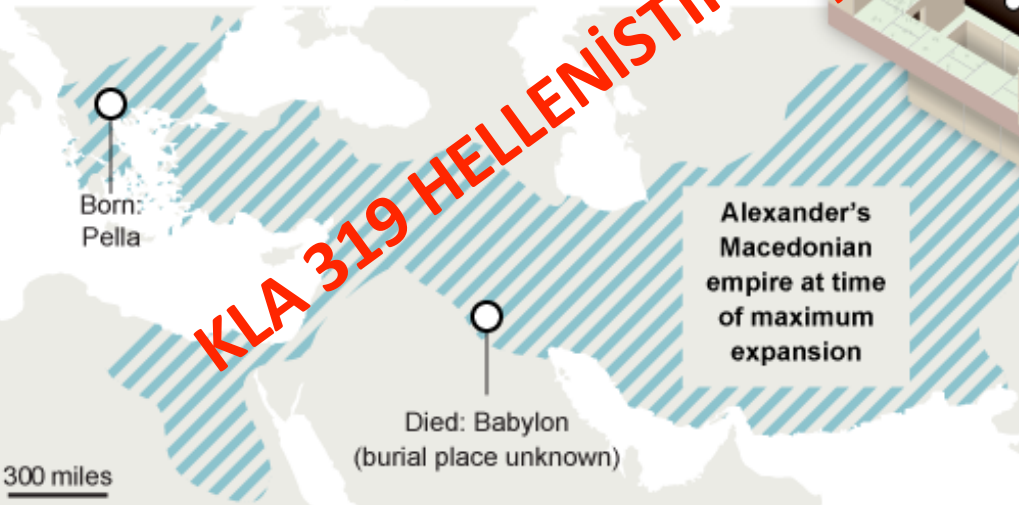 KLA 319 HELLENİSTİ
Born:
Pella
Alexander’s
Macedonian
empire at time
of maximum
expansion
Died: Babylon
(burial place unknown)
300 miles